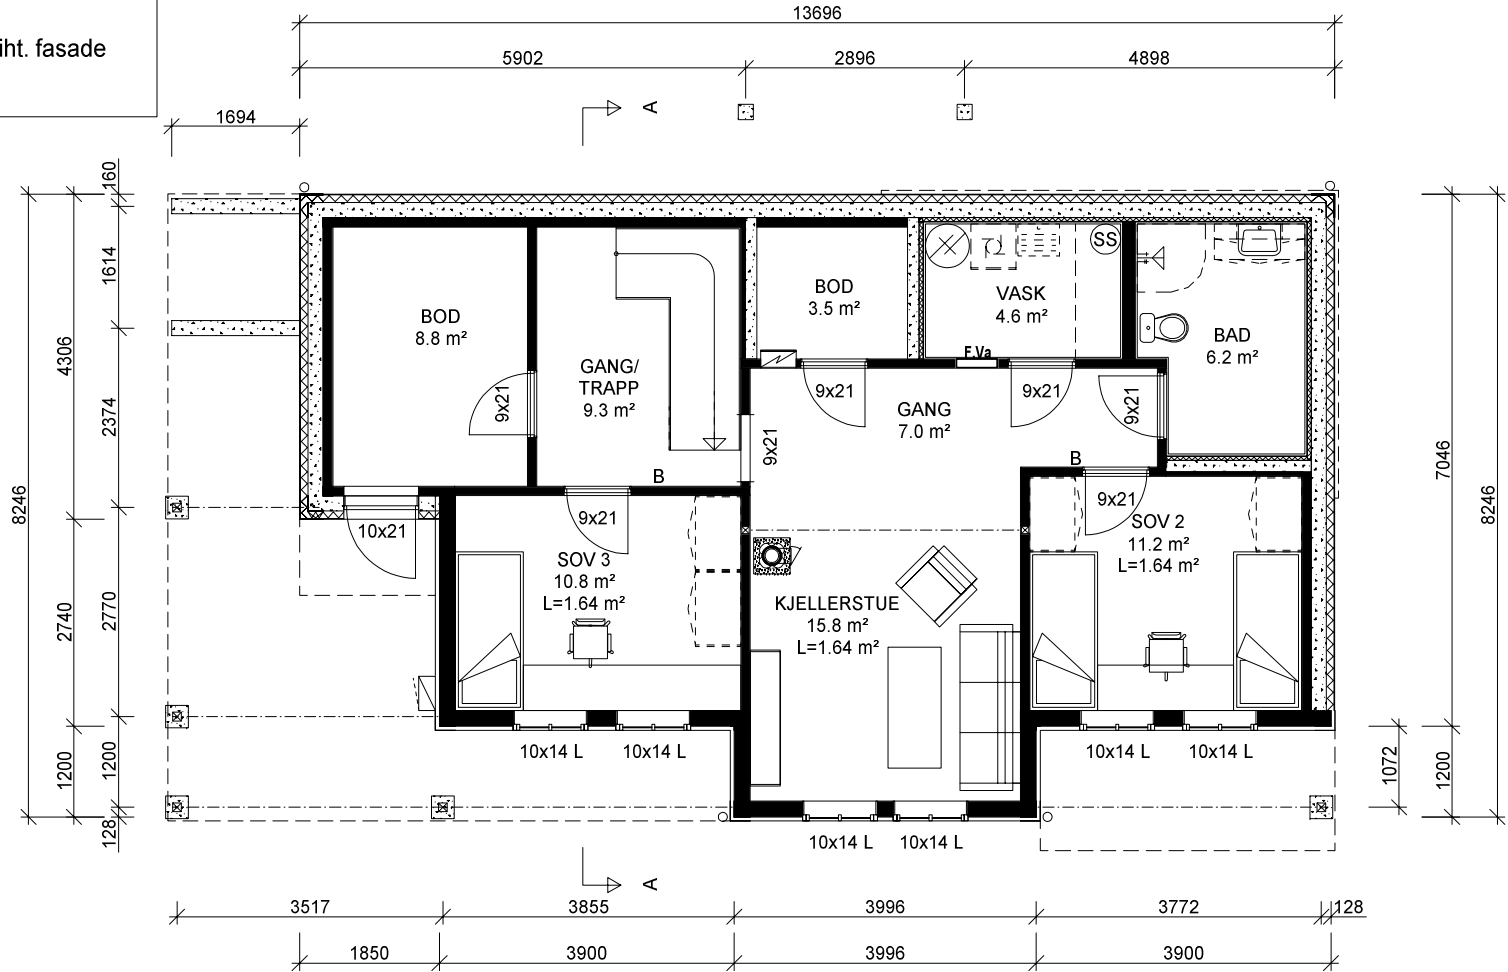 iht. fasade
13696
5902
2896
4898
1694
A
160
1614
4306
2374
8246
2740
2770
1200
1200
128
BOD
8.8 m²
GANG/
TRAPP
9.3 m²
BOD
3.5 m²
VASK
4.6 m²
SS
BAD
6.2 m²
F.Va
9x21
9x21
9x21
9x21
9x21
GANG
7.0 m²
B
B
10x21
9x21
9x21
SOV 3
10.8 m²
L=1.64 m²
KJELLERSTUE
15.8 m²
L=1.64 m²
SOV 2
11.2 m²
L=1.64 m²
7046
8246
1072
1200
10x14 L
10x14 L
10x14 L
10x14 L
10x14 L
10x14 L
A
3517
3855
3996
3772
128
1850
3900
3996
3900